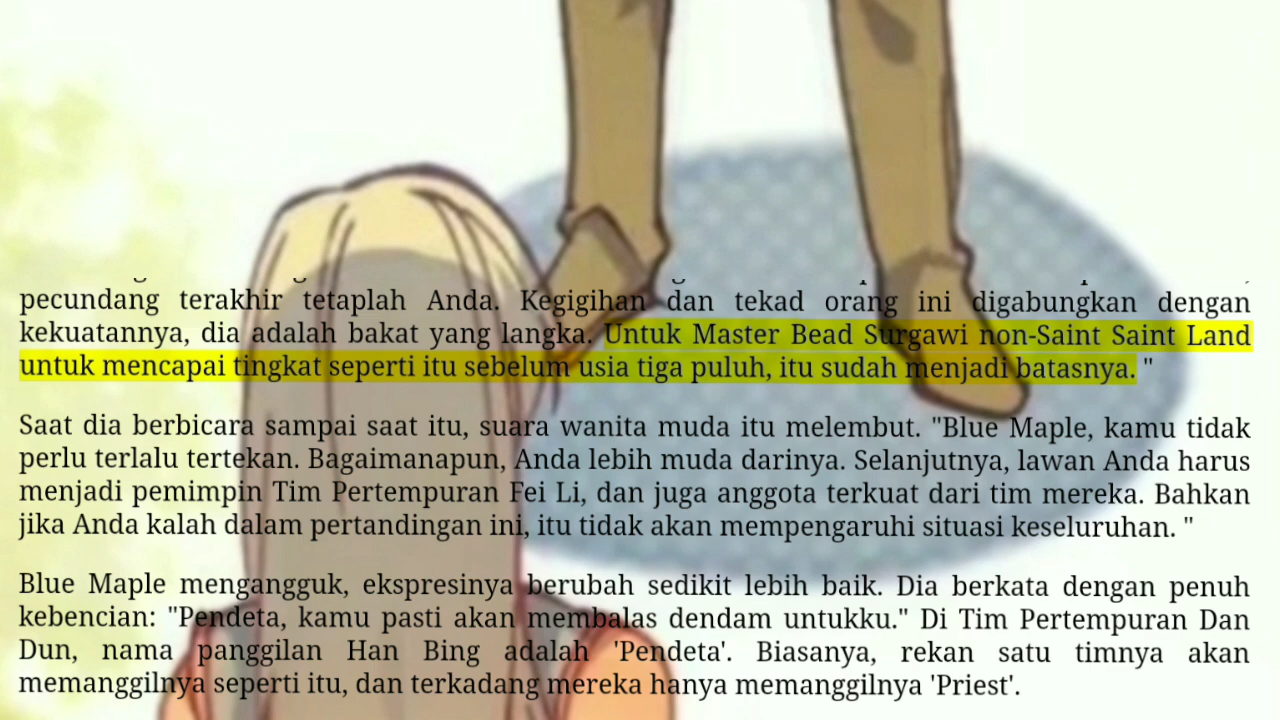 pecundang terakhir tetaplah Anda. Kegigihan dan tekad orang ini digabungkan dengan
kekuatannya, dia adalah bakat yang langka. Untuk Master Bead Surgawi non-Saint Saint Land
untuk mencapai tingkat seperti itu sebelum usia tiga puluh, itu sudah menjadi batasnya. "
Saat dia berbicara sampai saat itu, suara wanita muda itu melembut. "Blue Maple, kamu tidak
perlu terlalu tertekan. Bagaimanapun, Anda lebih muda darinya. Selanjutnya, lawan Anda harus
menjadi pemimpin Tim Pertempuran Fei Li, dan juga anggota terkuat dari tim mereka. Bahkan
jika Anda kalah dalam pertandingan ini, itu tidak akan mempengaruhi situasi keseluruhan. "
Blue Maple mengangguk, ekspresinya berubah sedikit lebih baik. Dia berkata dengan penuh
kebencian: "Pendeta, kamu pasti akan membalas dendam untukku." Di Tim Pertempuran Dan
Dun, nama panggilan Han Bing adalah 'Pendeta'. Biasanya, rekan satu timnya akan
memanggilnya seperti itu, dan terkadang mereka hanya memanggilnya 'Priest'.